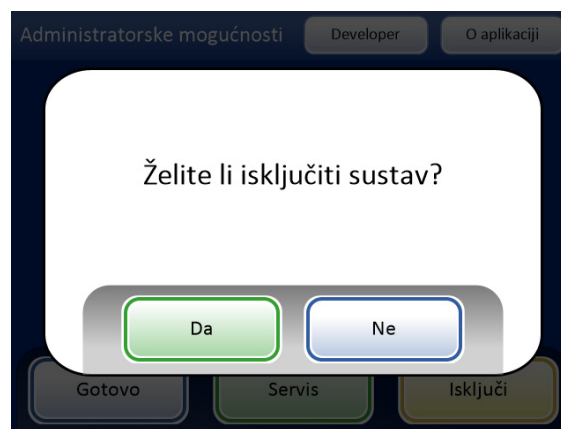 Administratorske mogućnosti Developer O aplikaciji
Želite li isključiti sustav?
Da Ne
Gotovo Servis Isključi